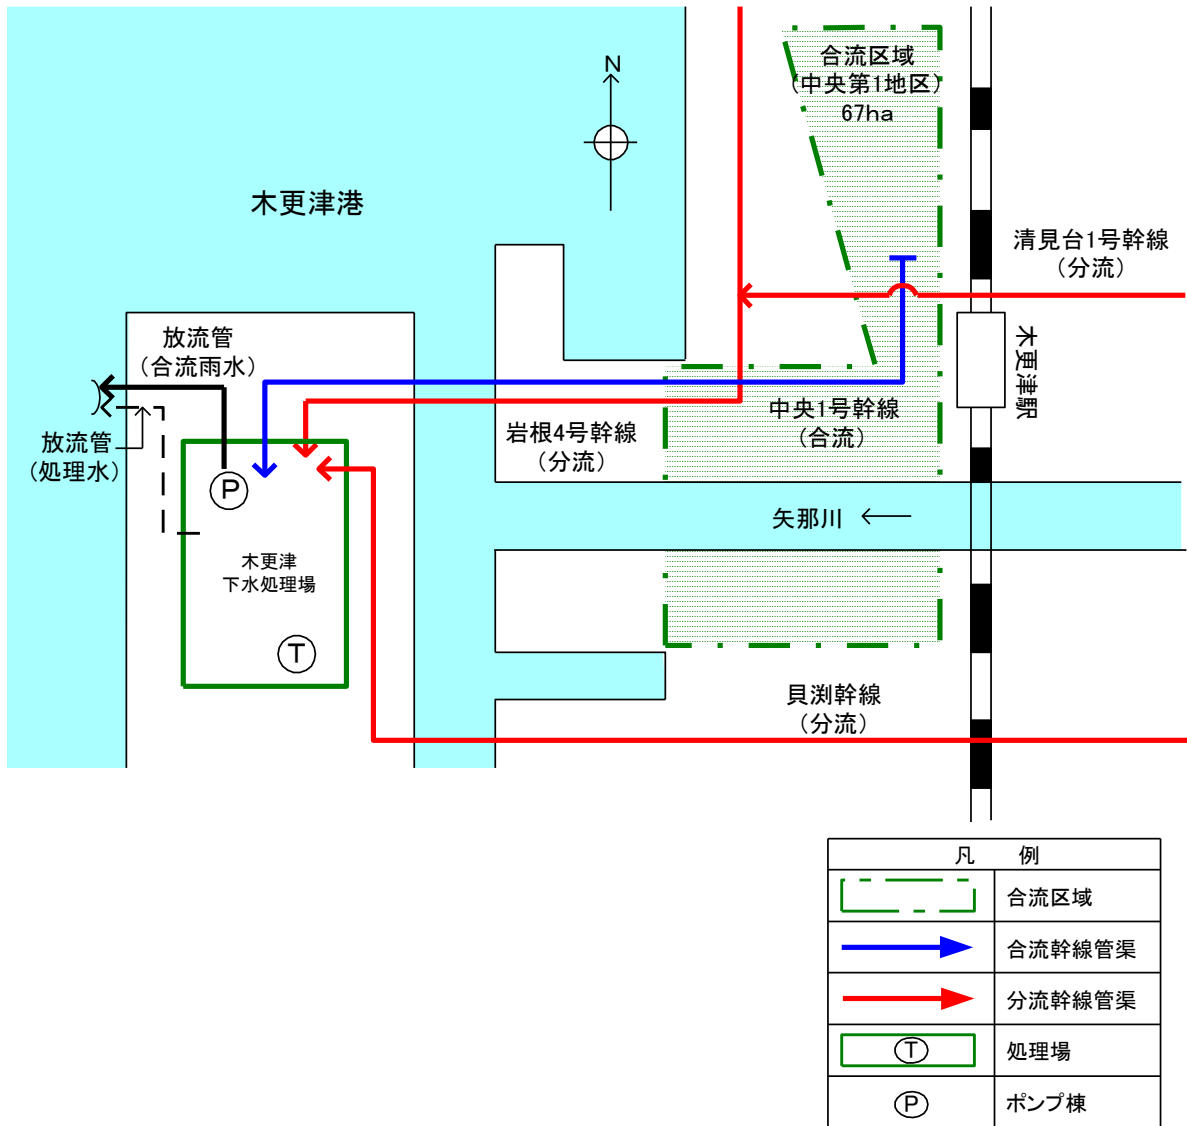 合流区域
(中央第1地区)
67ha
N
木更津港
清見台1号幹線
(分流)
放流管
(合流雨水)
木更津駅
中央1号幹線
(合流)
岩根4号幹線
(分流)
放流管
(処理水)
P
矢那川
木更津
下水処理場
T
貝渕幹線
(分流)
凡 例
合流区域
合流幹線管渠
分流幹線管渠
T
処理場
P
ポンプ棟